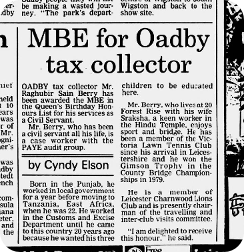 be making a wasted jour-
ney. "The park's depart-
Wigston and back to the
show site.
MBE for Oadby
tax collector
OADBY tax collector Mr.
Raghubir Sain Berry has
been awarded the MBE in
the Queen's Birthday Hon-
ours List for his services as
a Civil Servant.
Mr. Berry, who has been
a civil servant all his life, is
a case worker with the
PAYE audit group.
by Cyndy Elson
Born in the Punjab, he
worked in local government
for a year before moving to
Tanzania, East Africa
when he was 22. He worked
in the Customs and Excise
Department until he came
to this country 20 years ago
because he wanted his three
children to be educated
here.
Mr. Berry, who lives at 20
Forest Rise with his wife
Sraksha, a keen worker in
the Hindu Temple, enjoys
sport and bridge. He has
been a member of the Vic-
toria Lawn Tennis Club
since his arrival in Leices-
tershire and he won the
Gimson Trophy in the
County Bridge Champion-
ships in 1979.
He is a member of
Leicester Charnwood Lions
Club and is presently chair-
man of the travelling and
inter-club visits committee.
"I am delighted to receive
this honour," he said.